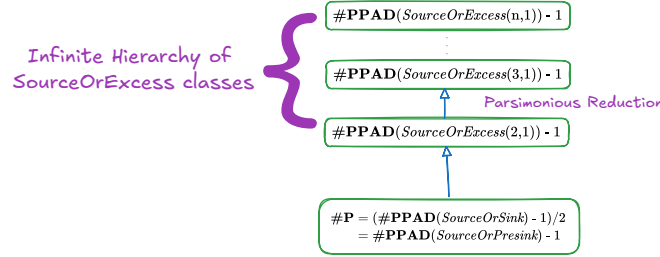 #PPAD(SourceOrExcess(n,1)) - 1
Infinite Hierarchy of
SourceOrExcess classes
#PPAD(SourceOrExcess(3,1)) - 1
Parsimonious Reduction
#PPAD(SourceOrExcess(2,1)) - 1
#P = (#PPAD(SourceOrSink) - 1)/2
= #PPAD(SourceOrPresink) - 1